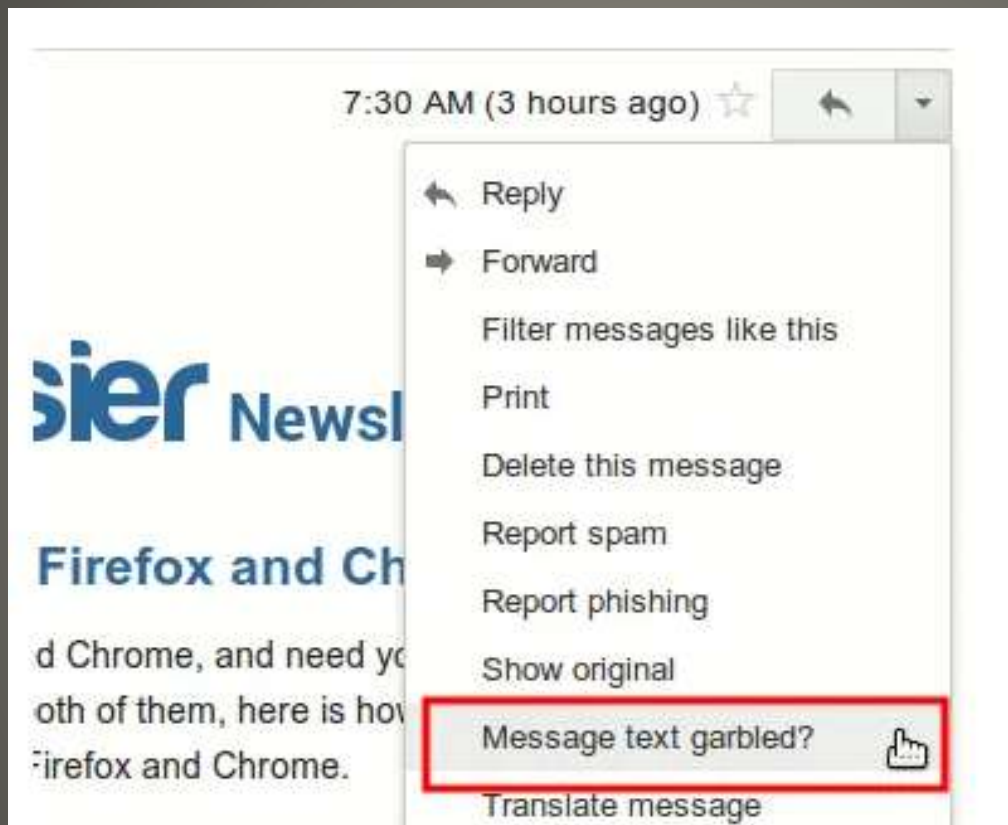 7:30 AM (3 hours ago)
Reply
Forward
Filter messages like this
Print
Newsl
Delete this message
Report spam
Firefox and Ch
Report phishing
d Chrome, and need yo
Show original
oth of them, here is how
Message text garbled?
Firefox and Chrome.
Translate message